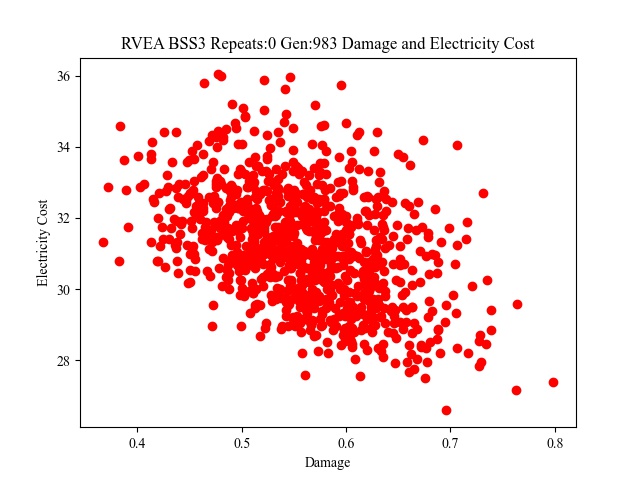 RVEA BSS3 Repeats:0 Gen:983 Damage and Electricity Cost
36
34
32
30
28
Electricity Cost
0.4 0.5 0.6 0.7 0.8
Damage